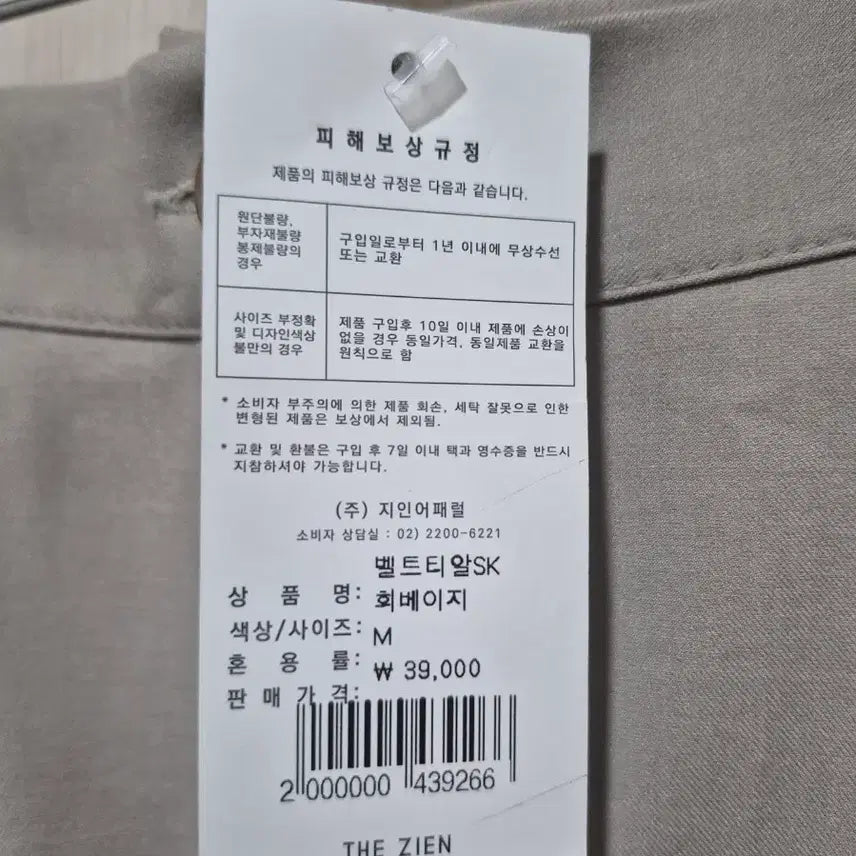 피해보상규정
제품의 피해보상 규정은 다음과 같습니다.
원단불량,
부자재불량
봉제불량의
경우
구입일로부터 1년 이내에 무상수선
또는 교환
사이즈 부정확
및 디자인색상
불만의 경우
제품 구입후 10일 이내 제품에 손상이
없을 경우 동일가격, 동일제품 교환을
원칙으로 함
* 소비자 부주의에 의한 제품 회손, 세탁 잘못으로 인한
변형된 제품은 보상에서 제외됨.
* 교환 및 환불은 구입 후 7일 이내 택과 영수증을 반드시
지참하셔야 가능합니다.
(주) 지인어패럴
소비자 상담실 : 02) 2200-6221
벨트티알SK
상 품 명: 회베이지
색상/사이즈: M
혼 용 률: ₩ 39,000
판 매 가 격:
2 000000 439266
THE ZIEN